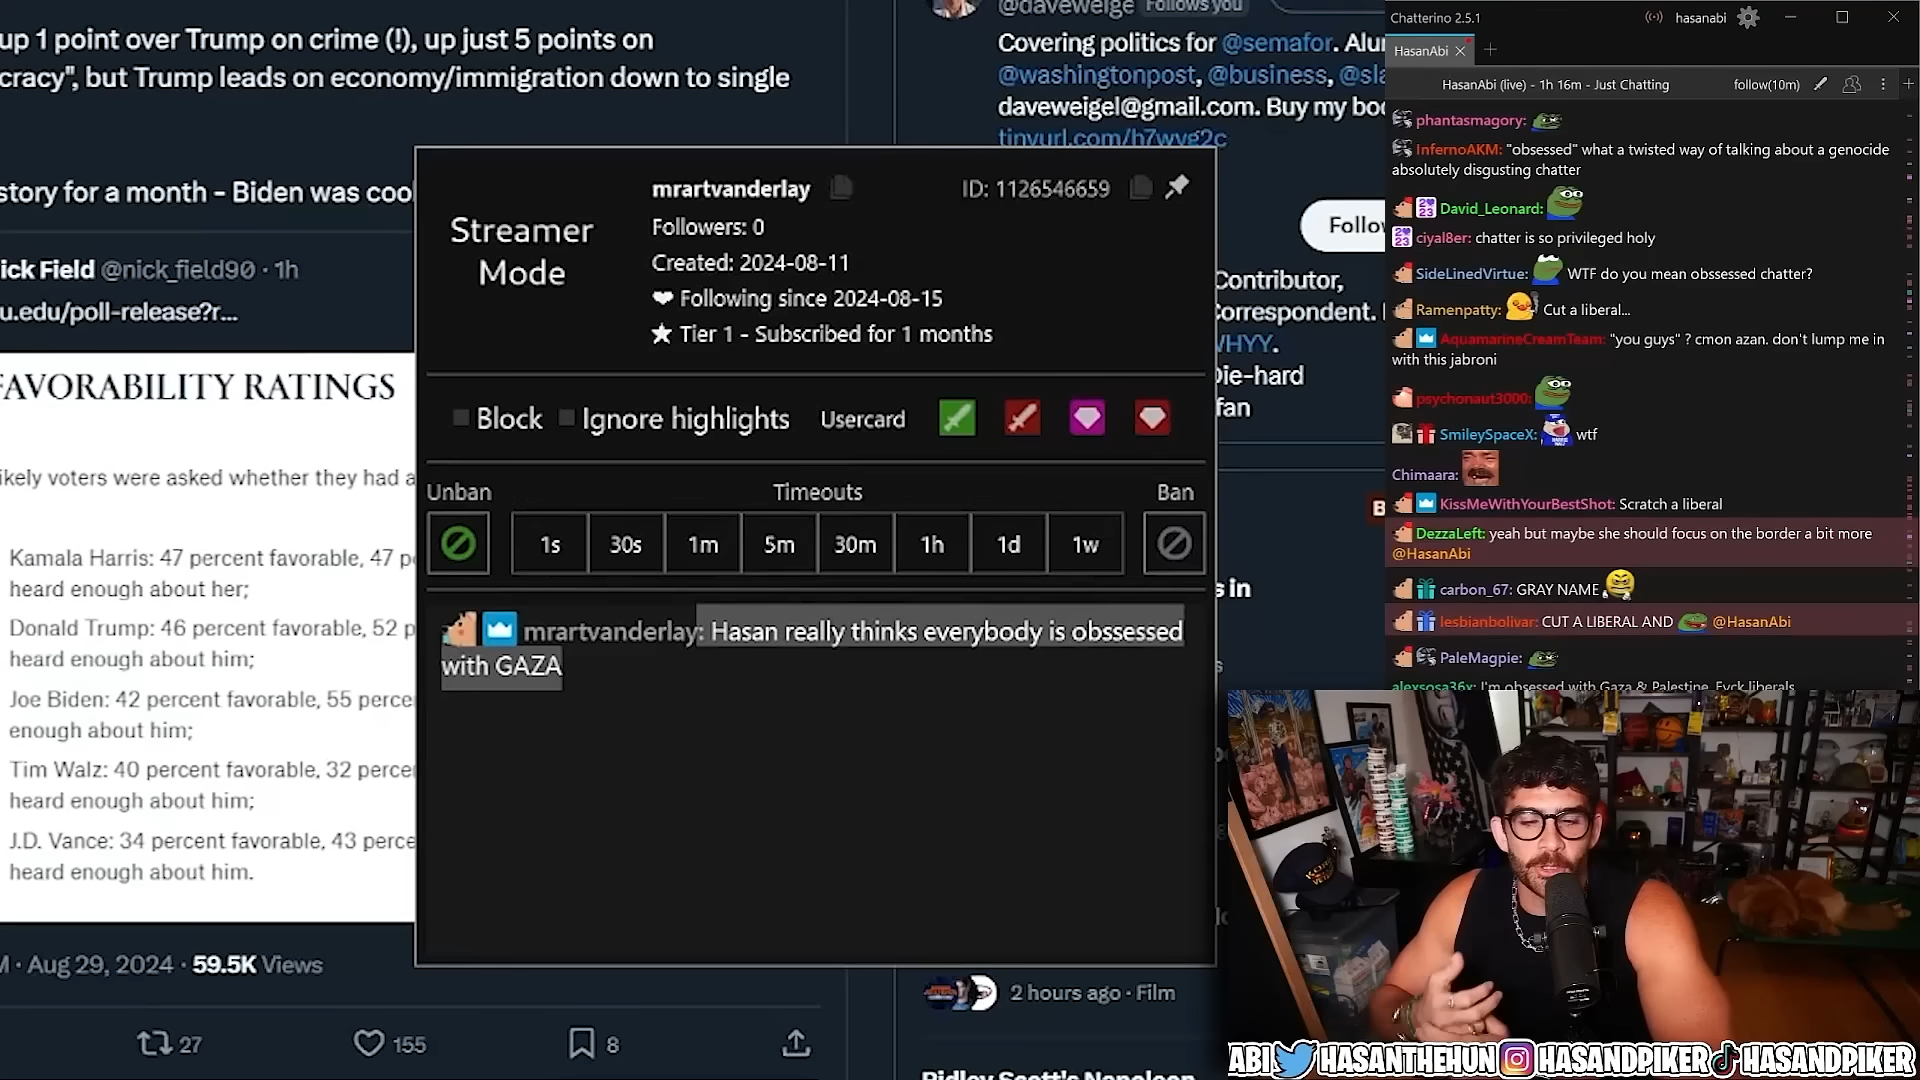 up 1 point over Trump on crime (!), up just 5 points on
cracy", but Trump leads on economy/immigration down to single
story for a month - Biden was cool
ick Field @nick_field90 · 1h
u.edu/poll-release?r...
FAVORABILITY RATINGS
ikely voters were asked whether they had a
Kamala Harris: 47 percent favorable, 47 p
heard enough about her;
Donald Trump: 46 percent favorable, 52 p
heard enough about him;
Joe Biden: 42 percent favorable, 55 perce
enough about him;
Tim Walz: 40 percent favorable, 32 percer
heard enough about him;
J.D. Vance: 34 percent favorable, 43 perce
heard enough about him.
M · Aug 29, 2024 · 59.5K Views
27
155
8
@daveweigel Follows you
Covering politics for @semafor. Alur
@washingtonpost, @business, @sla
daveweigel@gmail.com. Buy my boo
tinyurl.com/h7wvg2c
Follo
Contributor,
Correspondent.
WHYY.
Die-hard
fan
s in
2 hours ago · Film
Ridley Scott's Napoleon
Streamer
Mode
mrartvanderlay
ID: 1126546659
Followers: 0
Created: 2024-08-11
Following since 2024-08-15
Tier 1 - Subscribed for 1 months
Block
Ignore highlights
Usercard
Unban
Timeouts
Ban
1s
30s
1m
5m
30m
1h
1d
1w
mrartvanderlay: Hasan really thinks everybody is obssessed
with GAZA
Chatterino 2.5.1
hasanabi
HasanAbi
HasanAbi (live) - 1h 16m - Just Chatting
follow(10m)
phantasmagory:
InfernoAKM: "obsessed" what a twisted way of talking about a genocide
absolutely disgusting chatter
David_Leonard:
ciyal8er: chatter is so privileged holy
SideLinedVirtue: WTF do you mean obssessed chatter?
Ramenpatty: Cut a liberal...
AquamarineCreamTeam: "you guys" ? cmon azan. don't lump me in
with this jabroni
psychonaut3000:
SmileySpaceX: wtf
Chimaara:
KissMeWithYourBestShot: Scratch a liberal
DezzaLeft: yeah but maybe she should focus on the border a bit more
@HasanAbi
carbon_67: GRAY NAME
lesbianbolivar: CUT A LIBERAL AND @HasanAbi
PaleMagpie:
alexsosa36x: I'm obsessed with Gaza & Palestine. Fvck liberals
ABI HASANTHEHUN HASANDPIKER HASANDPIKER